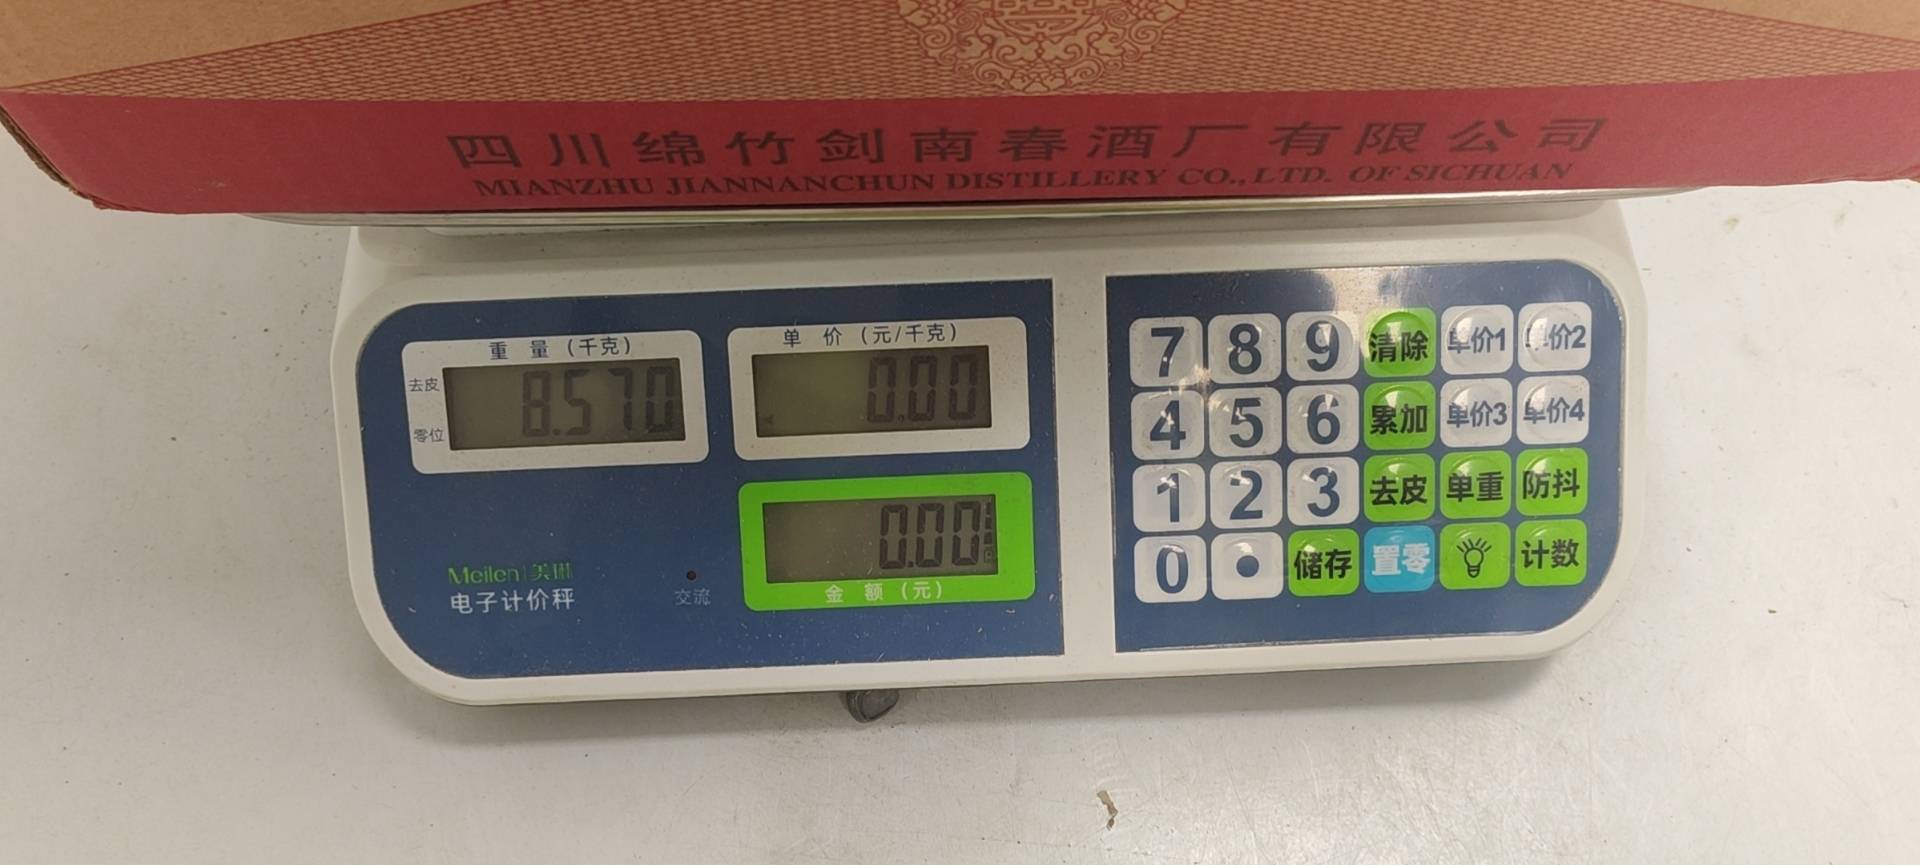 四川绵竹剑南春酒厂有限公司
MIANZHU JIANNANCHUN DISTILLERY CO., LTD. OF SICHUAN
重 量 (千克)
去皮
零位
8.570
单 价 (元/千克)
0.00
0.00
金 额 (元)
Meilen|美琳
电子计价秤
交流
7 8 9 清除 单价1 单价2
4 5 6 累加 单价3 单价4
1 2 3 去皮 单重 防抖
0 • 储存 置零 计数